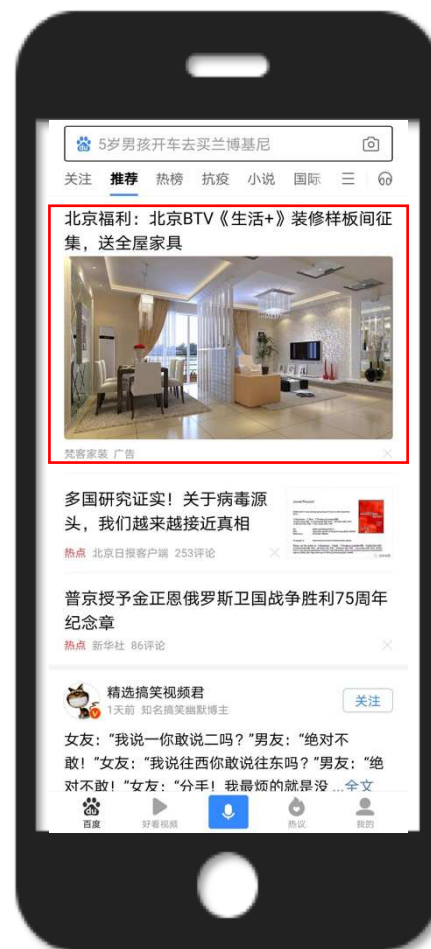 5岁男孩开车去买兰博基尼
关注 推荐 热榜 抗疫 小说 国际
北京福利：北京BTV《生活+》装修样板间征
集，送全屋家具
梵客家装 广告
多国研究证实！关于病毒源
头，我们越来越接近真相
热点 北京日报客户端 253评论
普京授予金正恩俄罗斯卫国战争胜利75周年
纪念章
热点 新华社 86评论
精选搞笑视频君
1天前 知名搞笑幽默博主
关注
女友：“我说一你敢说二吗？”男友：“绝对不
敢！”女友：“我说往西你敢说往东吗？”男友：“绝
对不敢！”女友：“分手！我最烦的就是没 ...全文
百度 好看视频 热议 我的